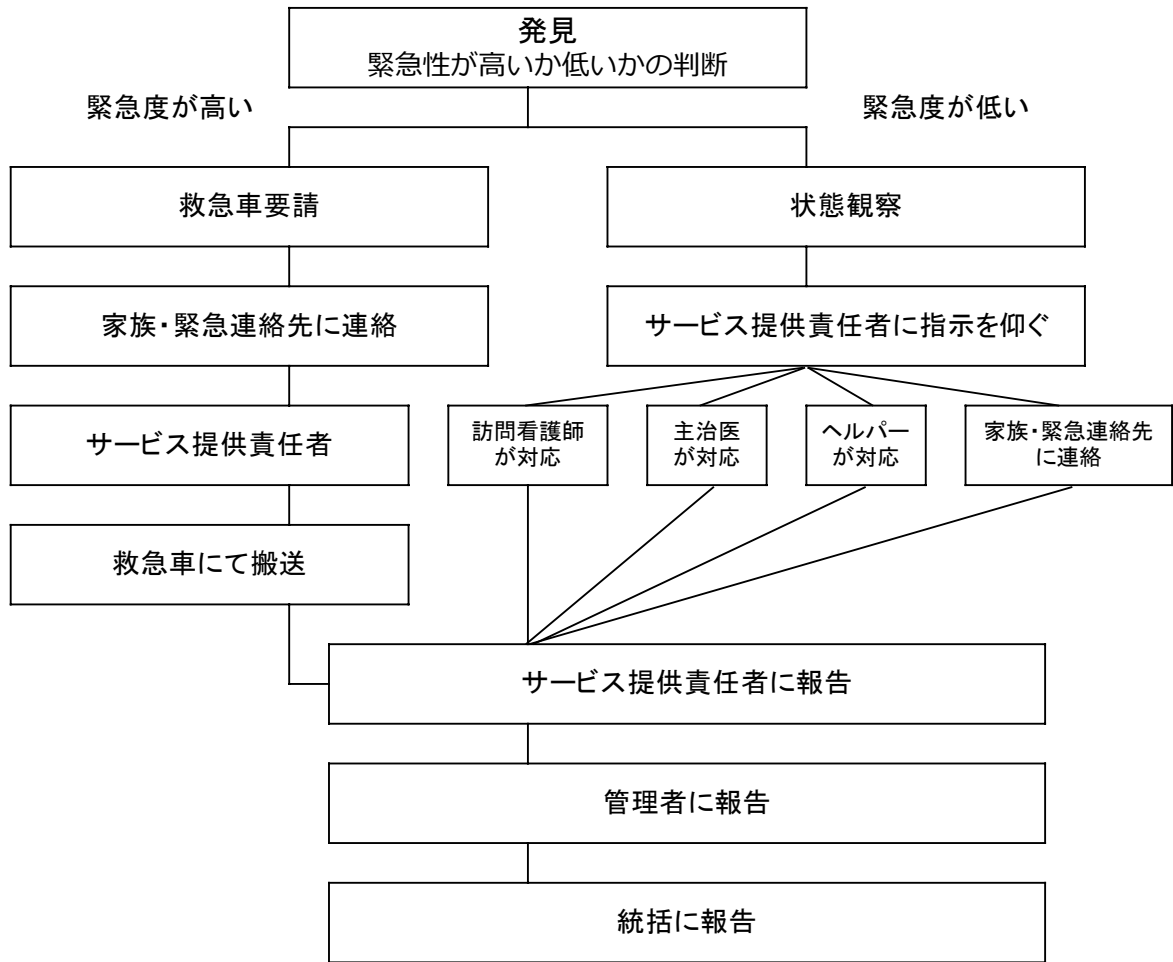 発見
緊急性が高いか低いかの判断
緊急度が高い
緊急度が低い
救急車要請
状態観察
家族・緊急連絡先に連絡
サービス提供責任者に指示を仰ぐ
サービス提供責任者
訪問看護師
が対応
主治医
が対応
ヘルパー
が対応
家族・緊急連絡先
に連絡
救急車にて搬送
サービス提供責任者に報告
管理者に報告
統括に報告